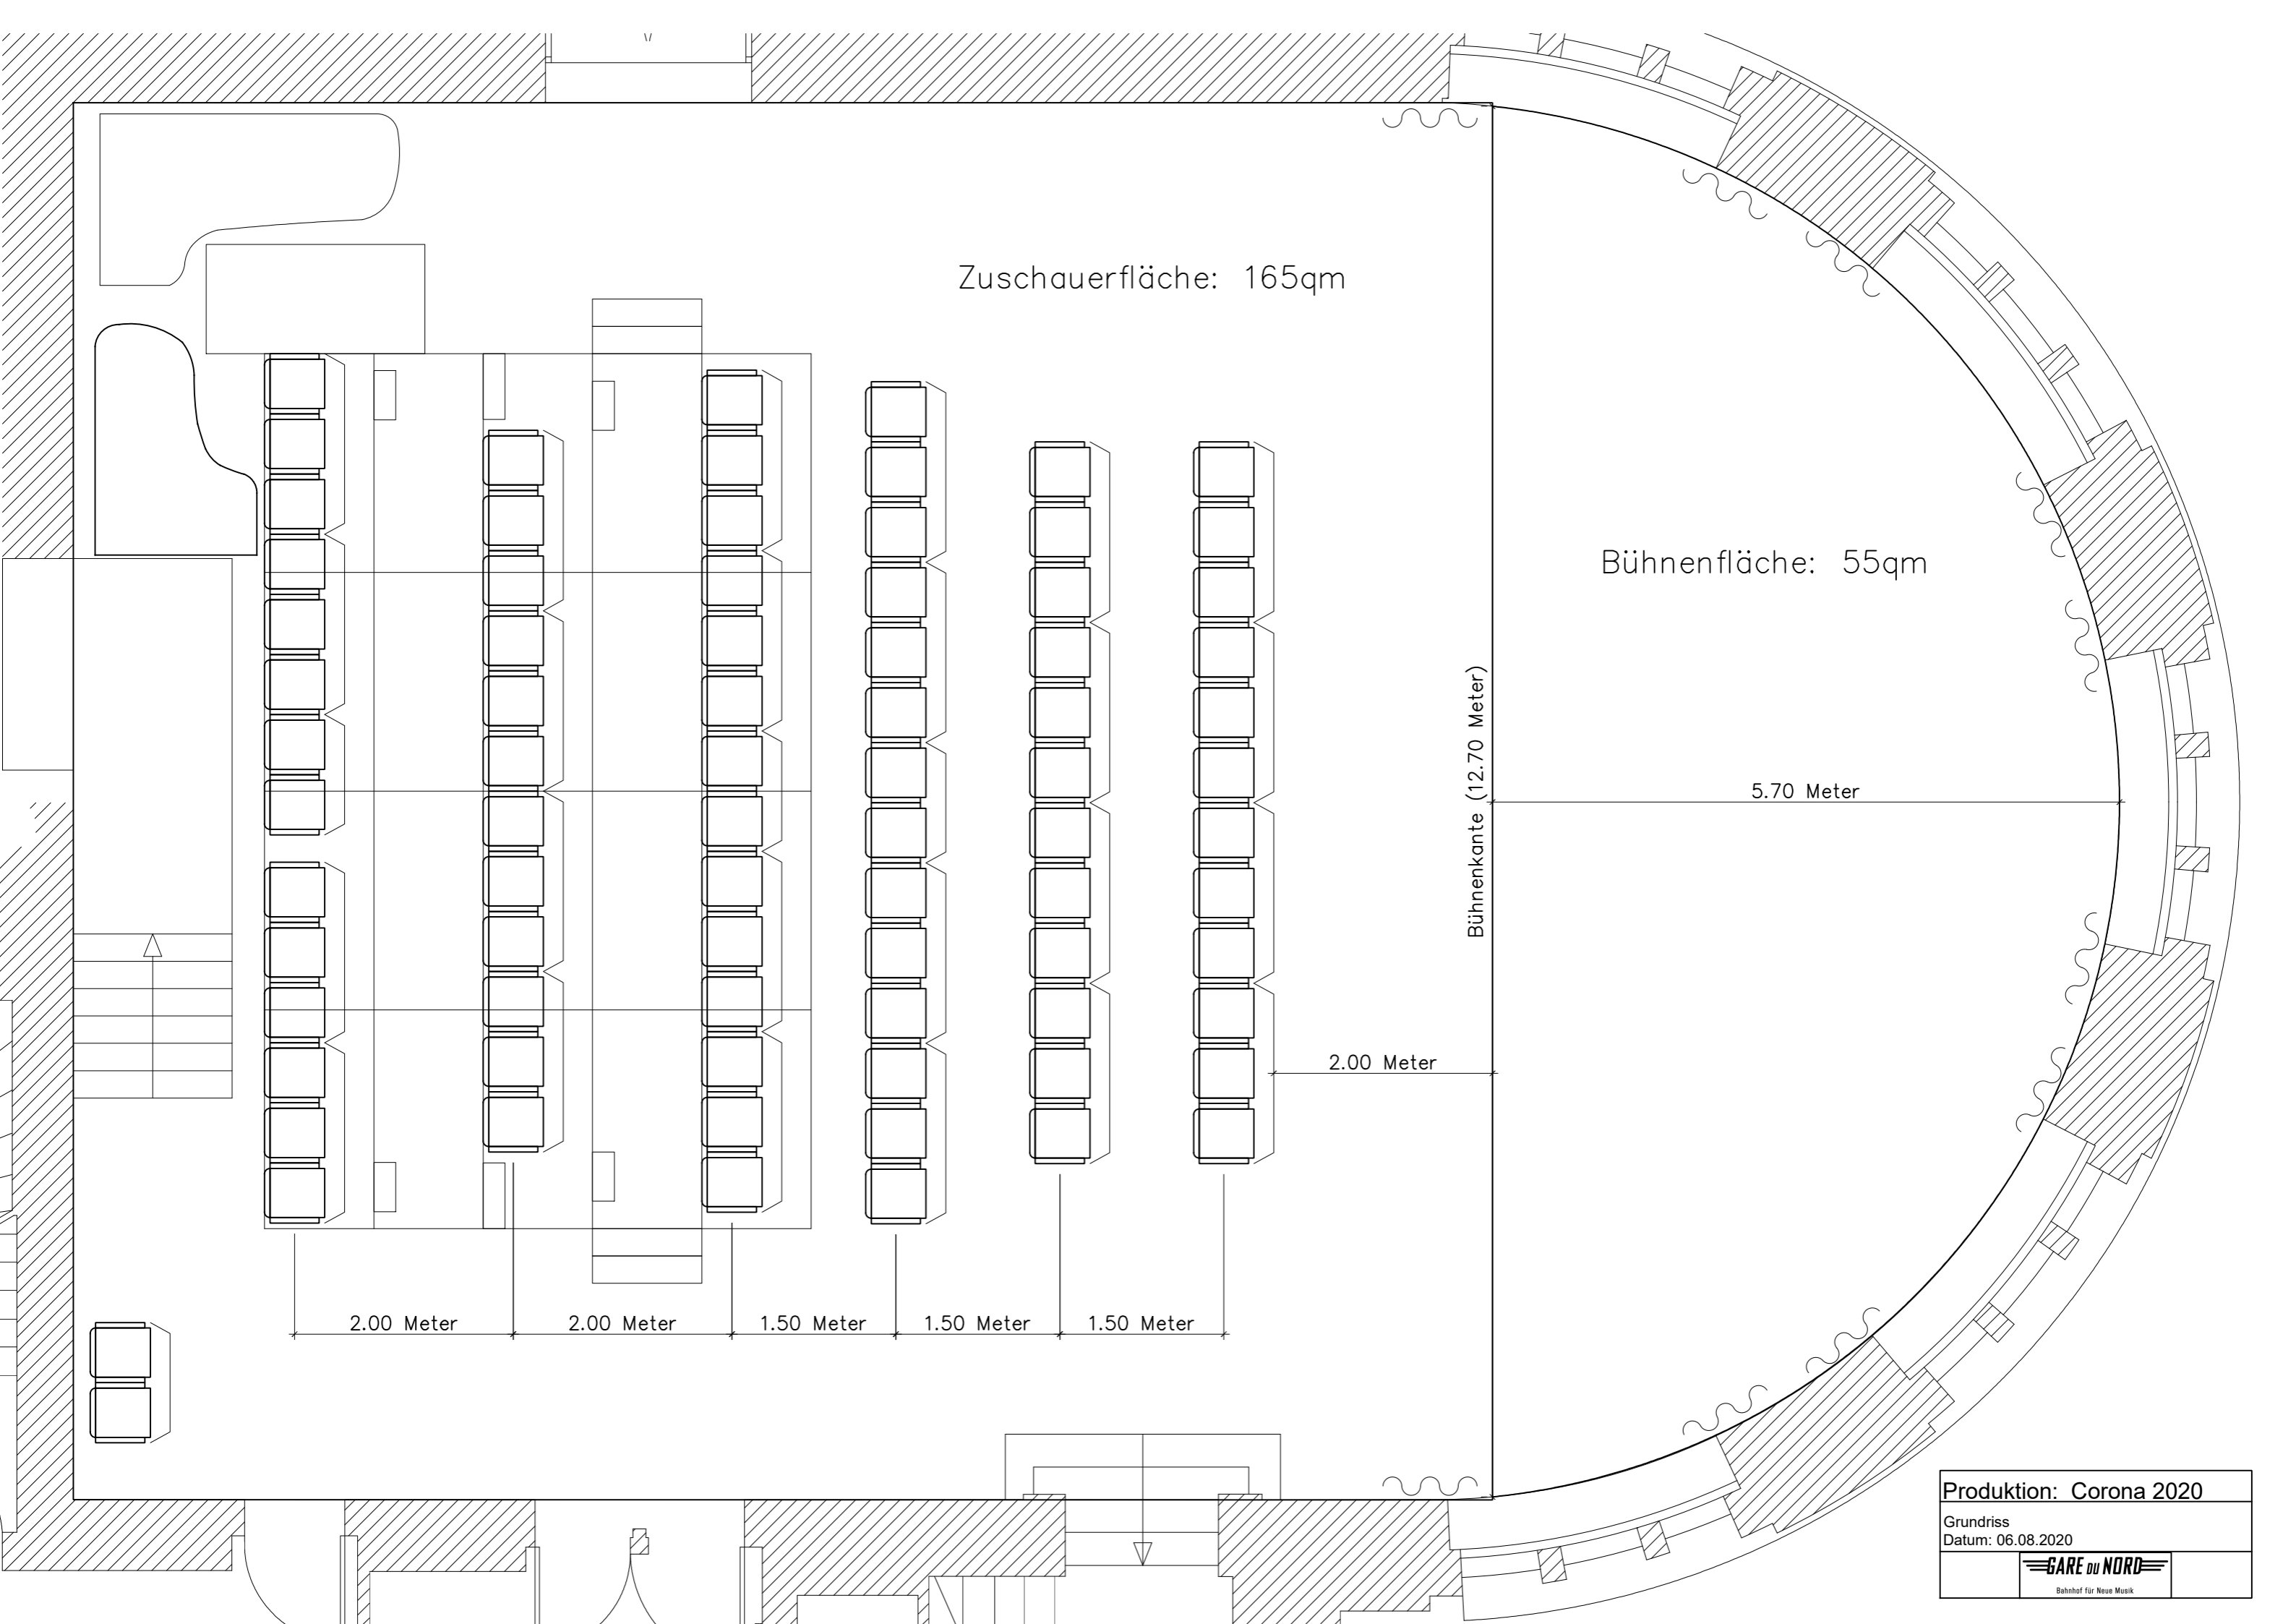 Zuschauerfläche: 165qm
Bühnenfläche: 55qm
Bühnenkante (12.70 Meter)
5.70 Meter
2.00 Meter
2.00 Meter
2.00 Meter
1.50 Meter
1.50 Meter
1.50 Meter
Produktion: Corona 2020
Grundriss
Datum: 06.08.2020
GARE DU NORD
Bahnhof für Neue Musik